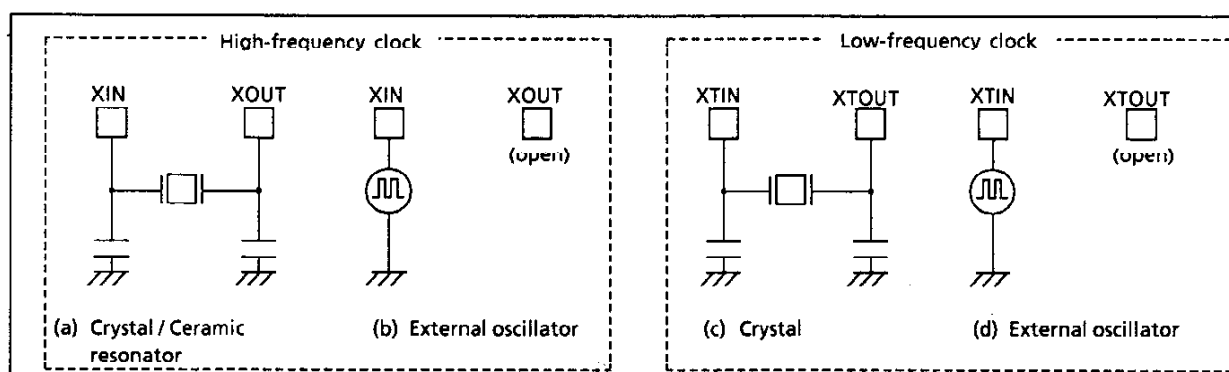 High-frequency clock
Low-frequency clock
XIN XOUT XIN XOUT
XTIN XTOUT XTIN XTOUT
(open)
(open)
(a) Crystal / Ceramic
resonator
(b) External oscillator
(c) Crystal
(d) External oscillator